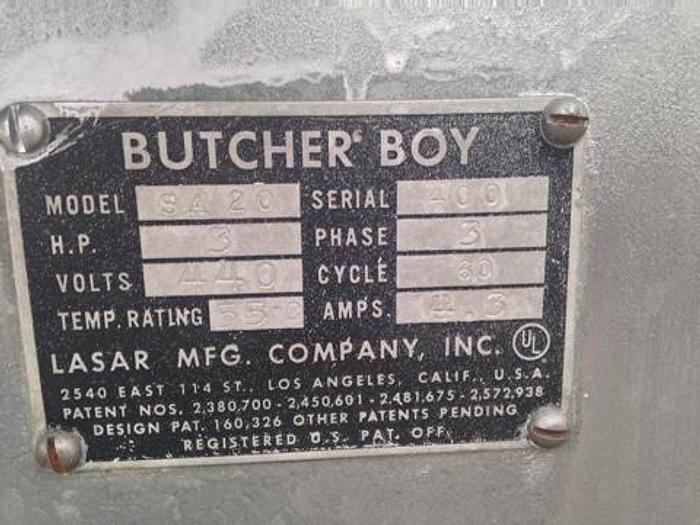 BUTCHER BOY
MODEL SA 20 SERIAL 400
H.P. 3 PHASE 3
VOLTS 440 CYCLE 60
TEMP. RATING 55°C AMPS. 4.3
LASAR MFG. COMPANY, INC. UL
2540 EAST 114 ST., LOS ANGELES, CALIF., U.S.A.
PATENT NOS. 2,380,700 - 2,450,601 - 2,481,675 - 2,572,938
DESIGN PAT. 160,326 OTHER PATENTS PENDING
REGISTERED U.S. PAT. OFF.